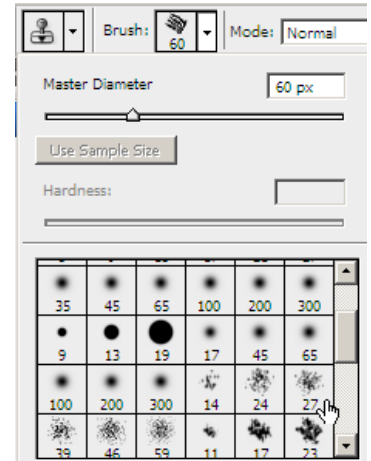 Brush: 60 Mode: Normal
Master Diameter 60 px
Use Sample Size
Hardness:
35 45 65 100 200 300
9 13 19 17 45 65
100 200 300 14 24 27
39 46 59 11 17 23